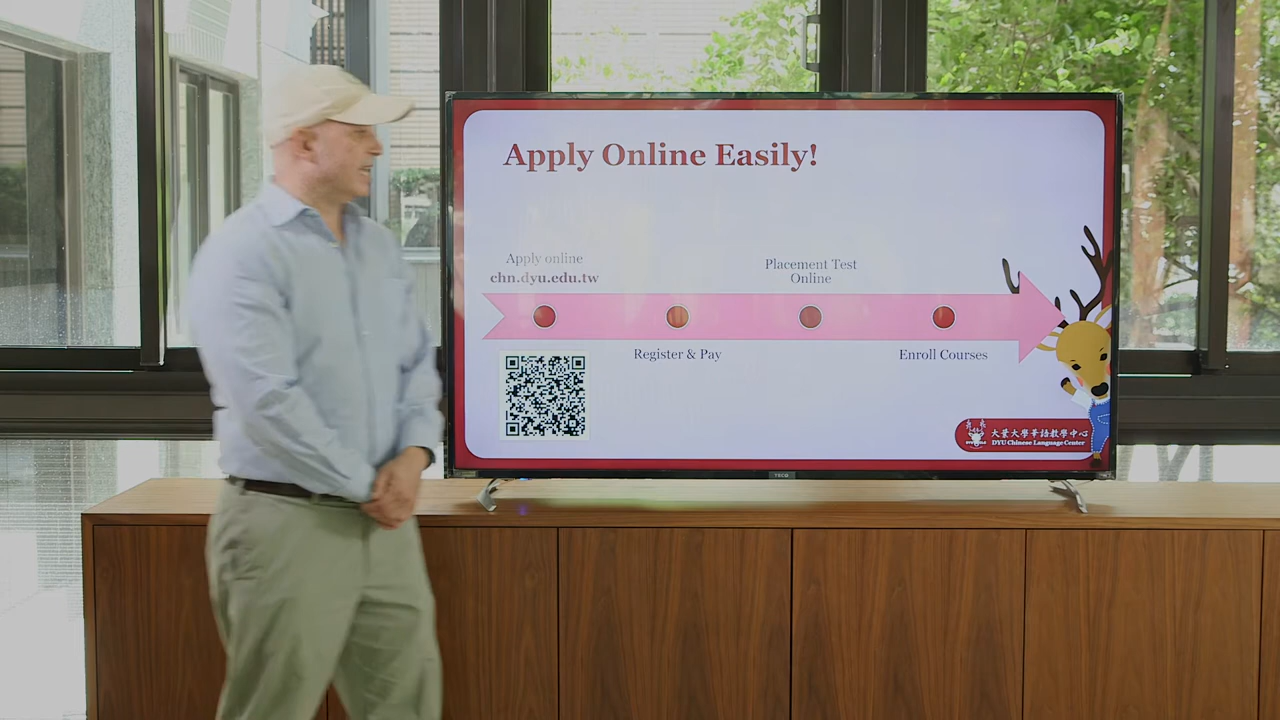 Apply Online Easily!
Apply online
chn.dyu.edu.tw
Placement Test
Online
Register & Pay
Enroll Courses
大葉大學華語教學中心
DYU Chinese Language Center
TECO